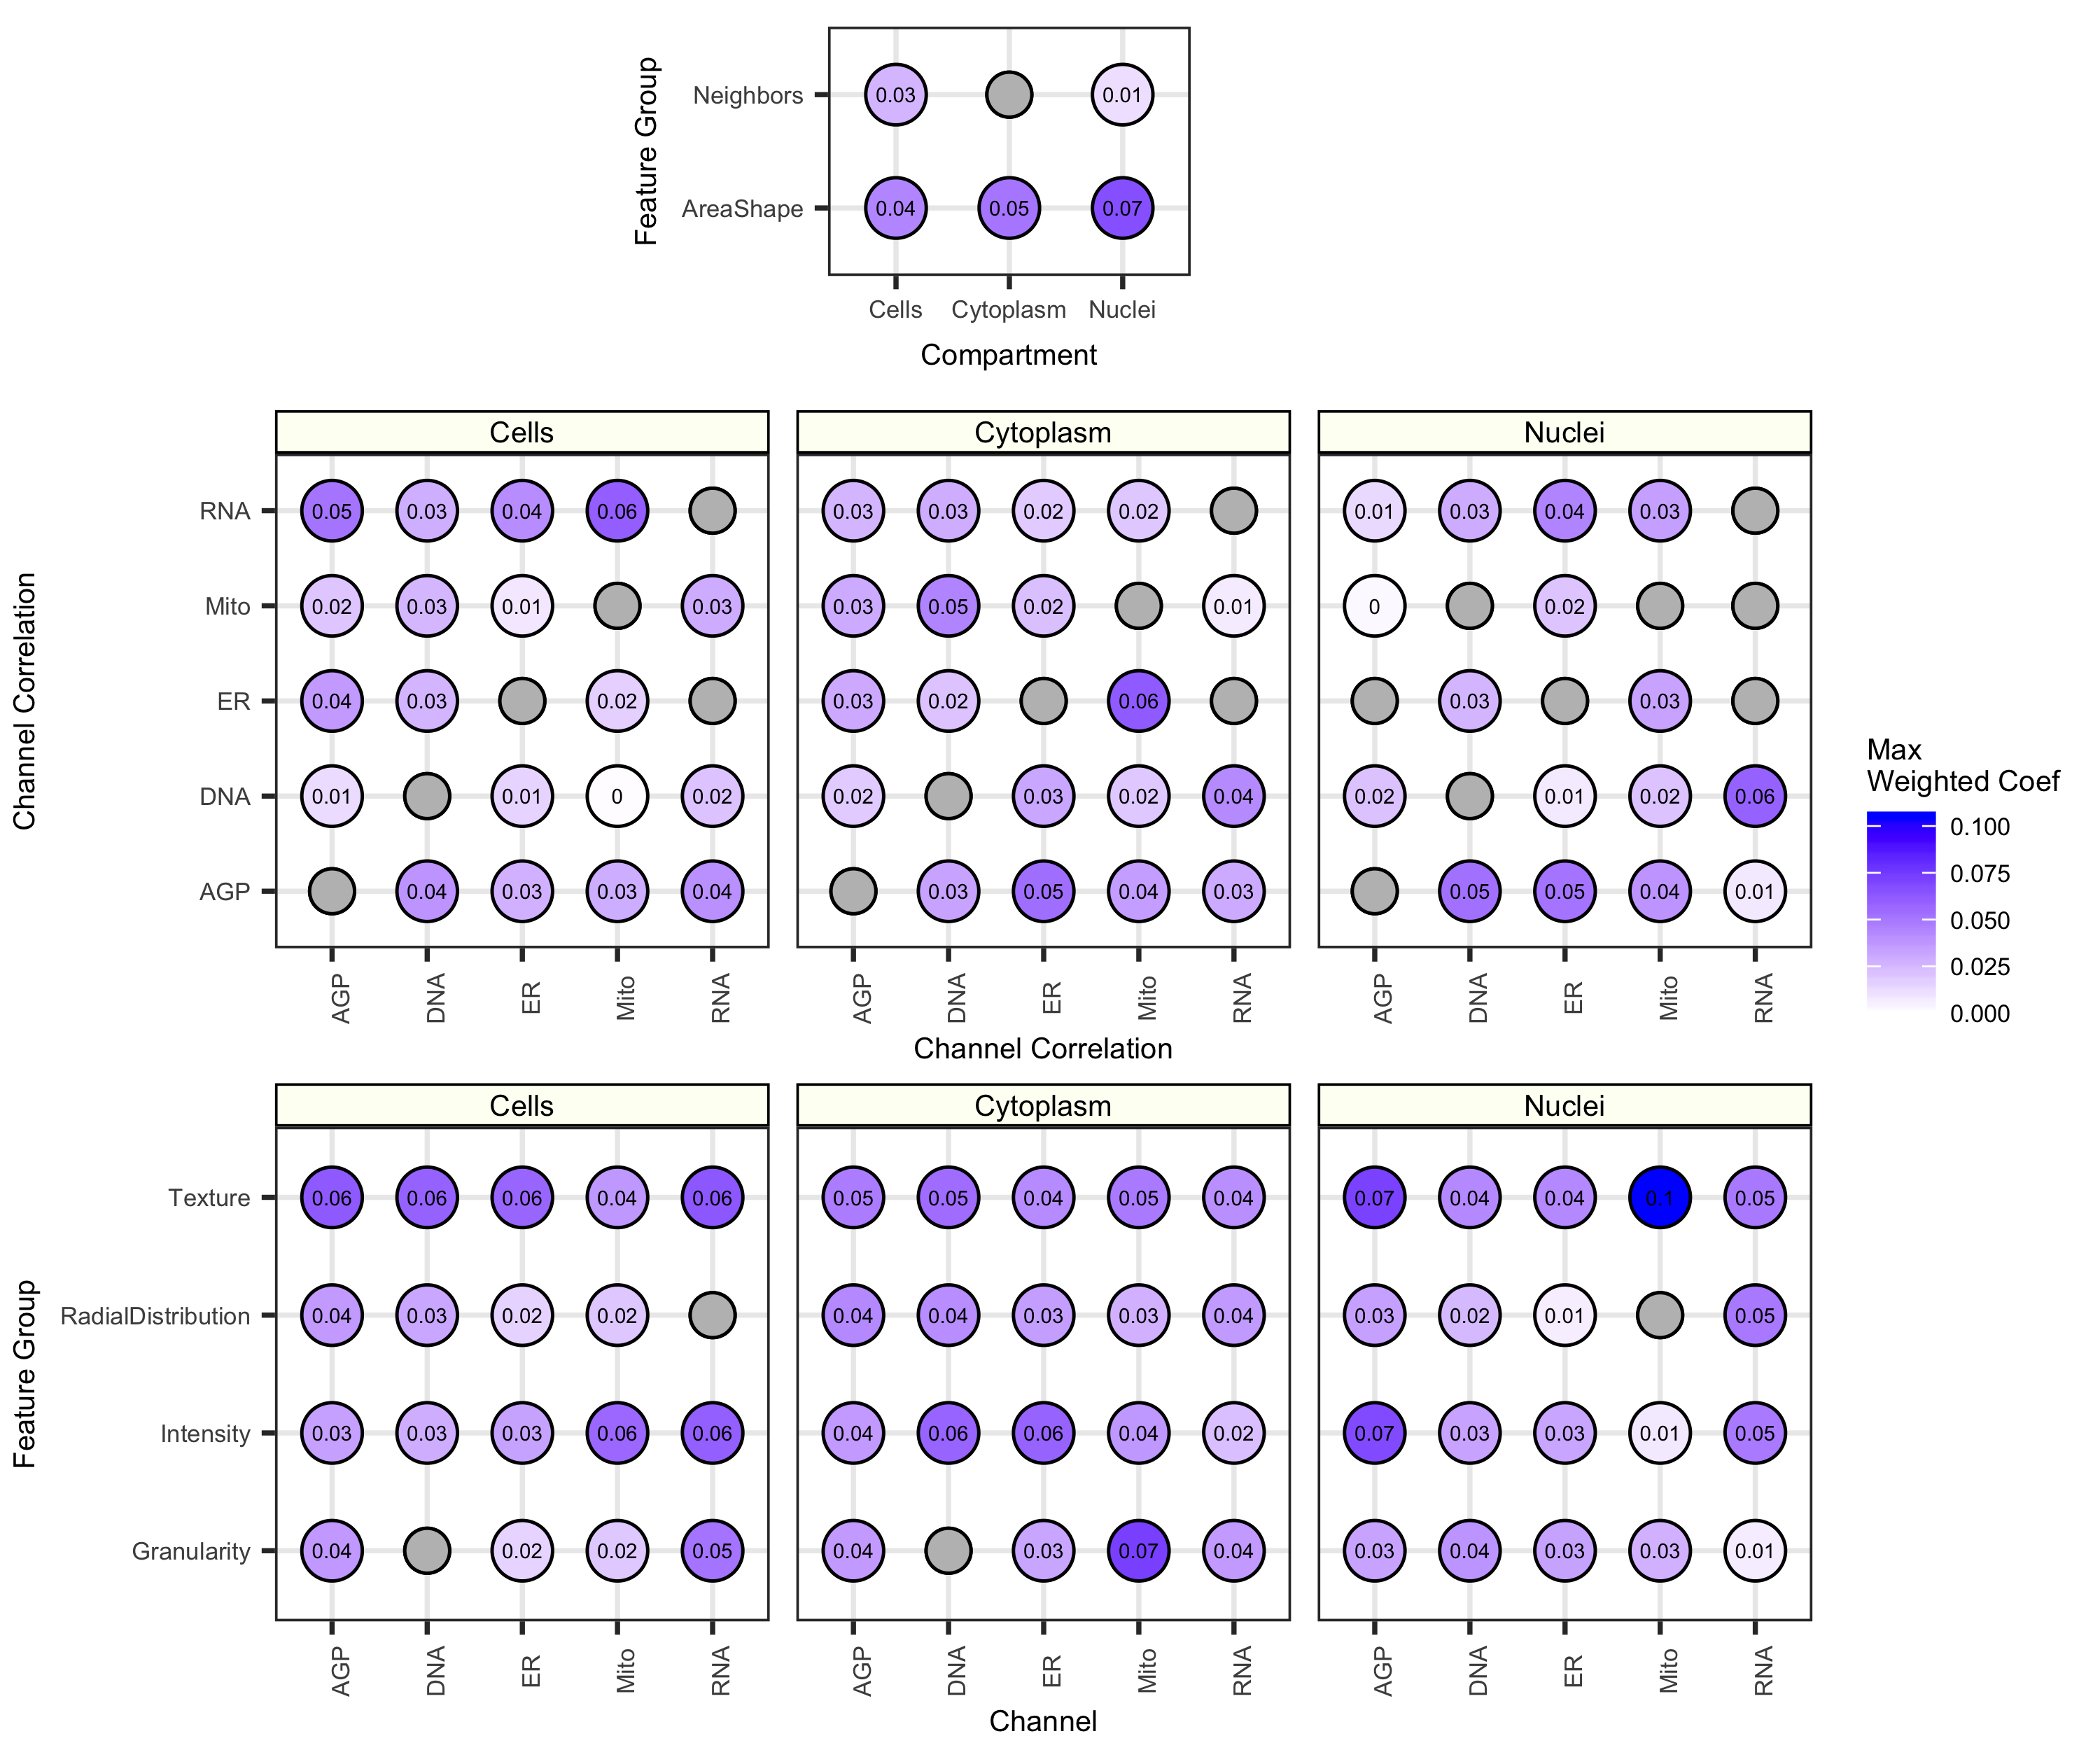 Feature Group
Neighbors 0.03 0.01
AreaShape 0.04 0.05 0.07
Cells Cytoplasm Nuclei
Compartment
Cells Cytoplasm Nuclei
Channel Correlation
RNA 0.05 0.03 0.04 0.06 0.03 0.03 0.02 0.02 0.01 0.03 0.04 0.03
Mito 0.02 0.03 0.01 0.03 0.03 0.05 0.02 0.01 0 0.02
ER 0.04 0.03 0.02 0.03 0.02 0.06 0.03 0.03
DNA 0.01 0.01 0 0.02 0.02 0.03 0.02 0.04 0.02 0.01 0.02 0.06
AGP 0.04 0.03 0.03 0.04 0.03 0.05 0.04 0.03 0.05 0.05 0.04 0.01
AGP DNA ER Mito RNA AGP DNA ER Mito RNA AGP DNA ER Mito RNA
Channel Correlation
Max
Weighted Coef
0.100
0.075
0.050
0.025
0.000
Cells Cytoplasm Nuclei
Feature Group
Texture 0.06 0.06 0.06 0.04 0.06 0.05 0.05 0.04 0.05 0.04 0.07 0.04 0.04 0.1 0.05
RadialDistribution 0.04 0.03 0.02 0.02 0.04 0.04 0.03 0.03 0.04 0.03 0.02 0.01 0.05
Intensity 0.03 0.03 0.03 0.06 0.06 0.04 0.06 0.06 0.04 0.02 0.07 0.03 0.03 0.01 0.05
Granularity 0.04 0.02 0.02 0.05 0.04 0.03 0.07 0.04 0.03 0.04 0.03 0.03 0.01
AGP DNA ER Mito RNA AGP DNA ER Mito RNA AGP DNA ER Mito RNA
Channel